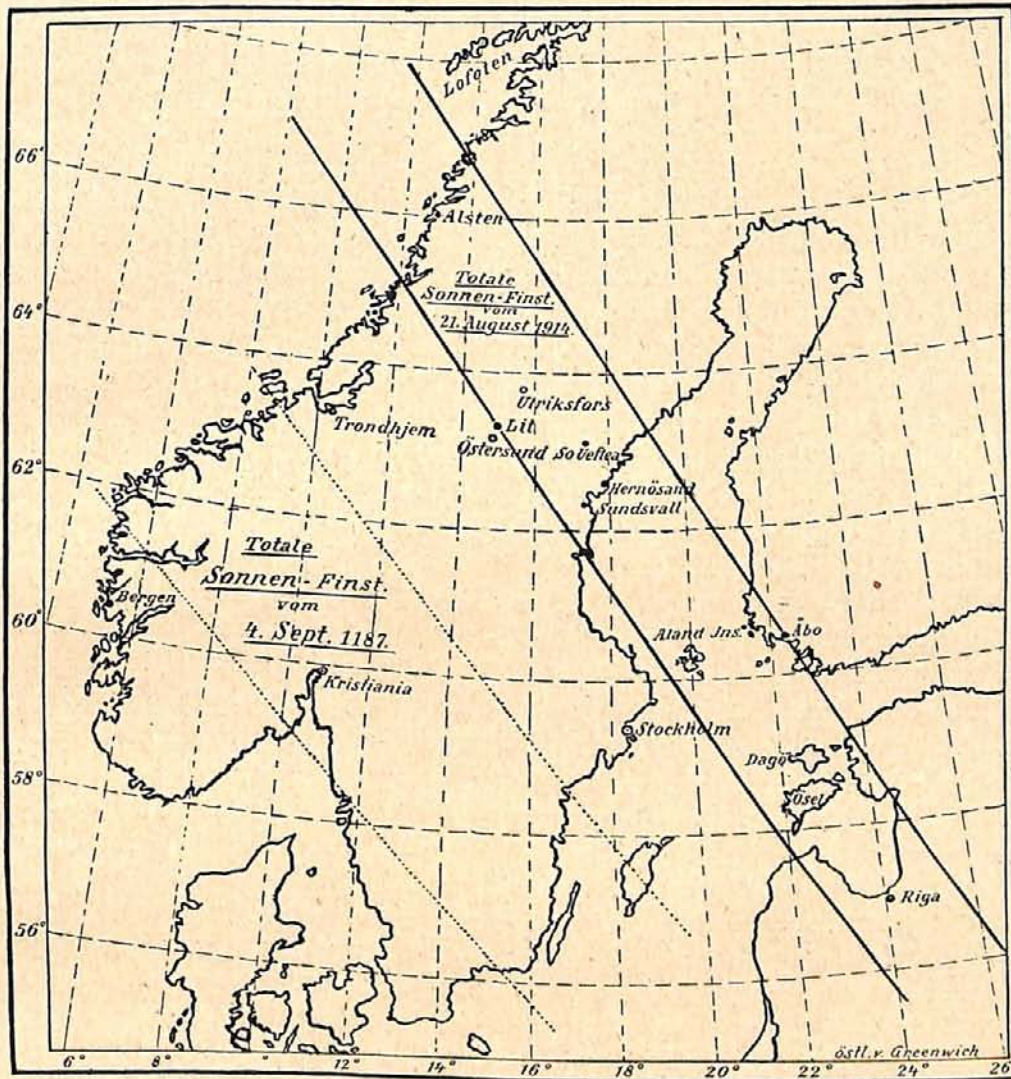 Lofoten
66°
Alsten
Totale
Sonnen-Finst.
vom
21. August 1914.
64°
Utriksfors
Lit
Trondhjem
Östersund Solleftea
62°
Hernösand
Sundsvall
Totale
Sonnen-Finst.
vom
4. Sept. 1187.
Bergen
60°
Aland Jns.
Åbo
Kristiania
Stockholm
Dagö
58°
Ösel
Riga
56°
östl. v. Greenwich
6° 8° 10° 12° 14° 16° 18° 20° 22° 24° 26°